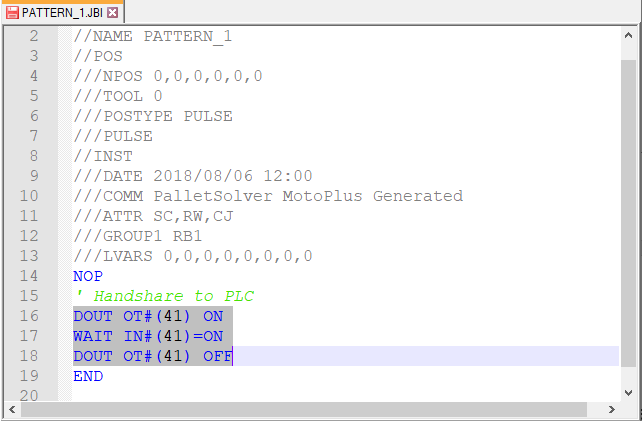 PATTERN_1.JBI
2 //NAME PATTERN_1
3 //POS
4 ///NPOS 0,0,0,0,0,0
5 ///TOOL 0
6 ///POSTYPE PULSE
7 ///PULSE
8 //INST
9 ///DATE 2018/08/06 12:00
10 ///COMM PalletSolver MotoPlus Generated
11 ///ATTR SC,RW,CJ
12 ///GROUP1 RB1
13 ///LVARS 0,0,0,0,0,0,0,0
14 NOP
15 ' Handshare to PLC
16 DOUT OT#(41) ON
17 WAIT IN#(41)=ON
18 DOUT OT#(41) OFF
19 END
20